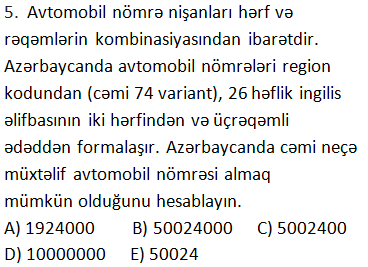 5. Avtomobil nömrə nişanları hərf və
rəqəmlərin kombinasiyasından ibarətdir.
Azərbaycanda avtomobil nömrələri region
kodundan (cəmi 74 variant), 26 həflik ingilis
əlifbasının iki hərfindən və üçrəqəmli
ədəddən formalaşır. Azərbaycanda cəmi neçə
müxtəlif avtomobil nömrəsi almaq
mümkün olduğunu hesablayın.
A) 1924000 B) 50024000 C) 5002400
D) 10000000 E) 50024